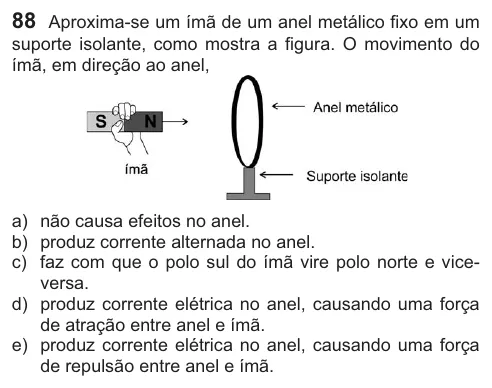 88 Aproxima-se um ímã de um anel metálico fixo em um
suporte isolante, como mostra a figura. O movimento do
ímã, em direção ao anel,
Anel metálico
S N
ímã
Suporte isolante
a) não causa efeitos no anel.
b) produz corrente alternada no anel.
c) faz com que o polo sul do ímã vire polo norte e vice-
versa.
d) produz corrente elétrica no anel, causando uma força
de atração entre anel e ímã.
e) produz corrente elétrica no anel, causando uma força
de repulsão entre anel e ímã.